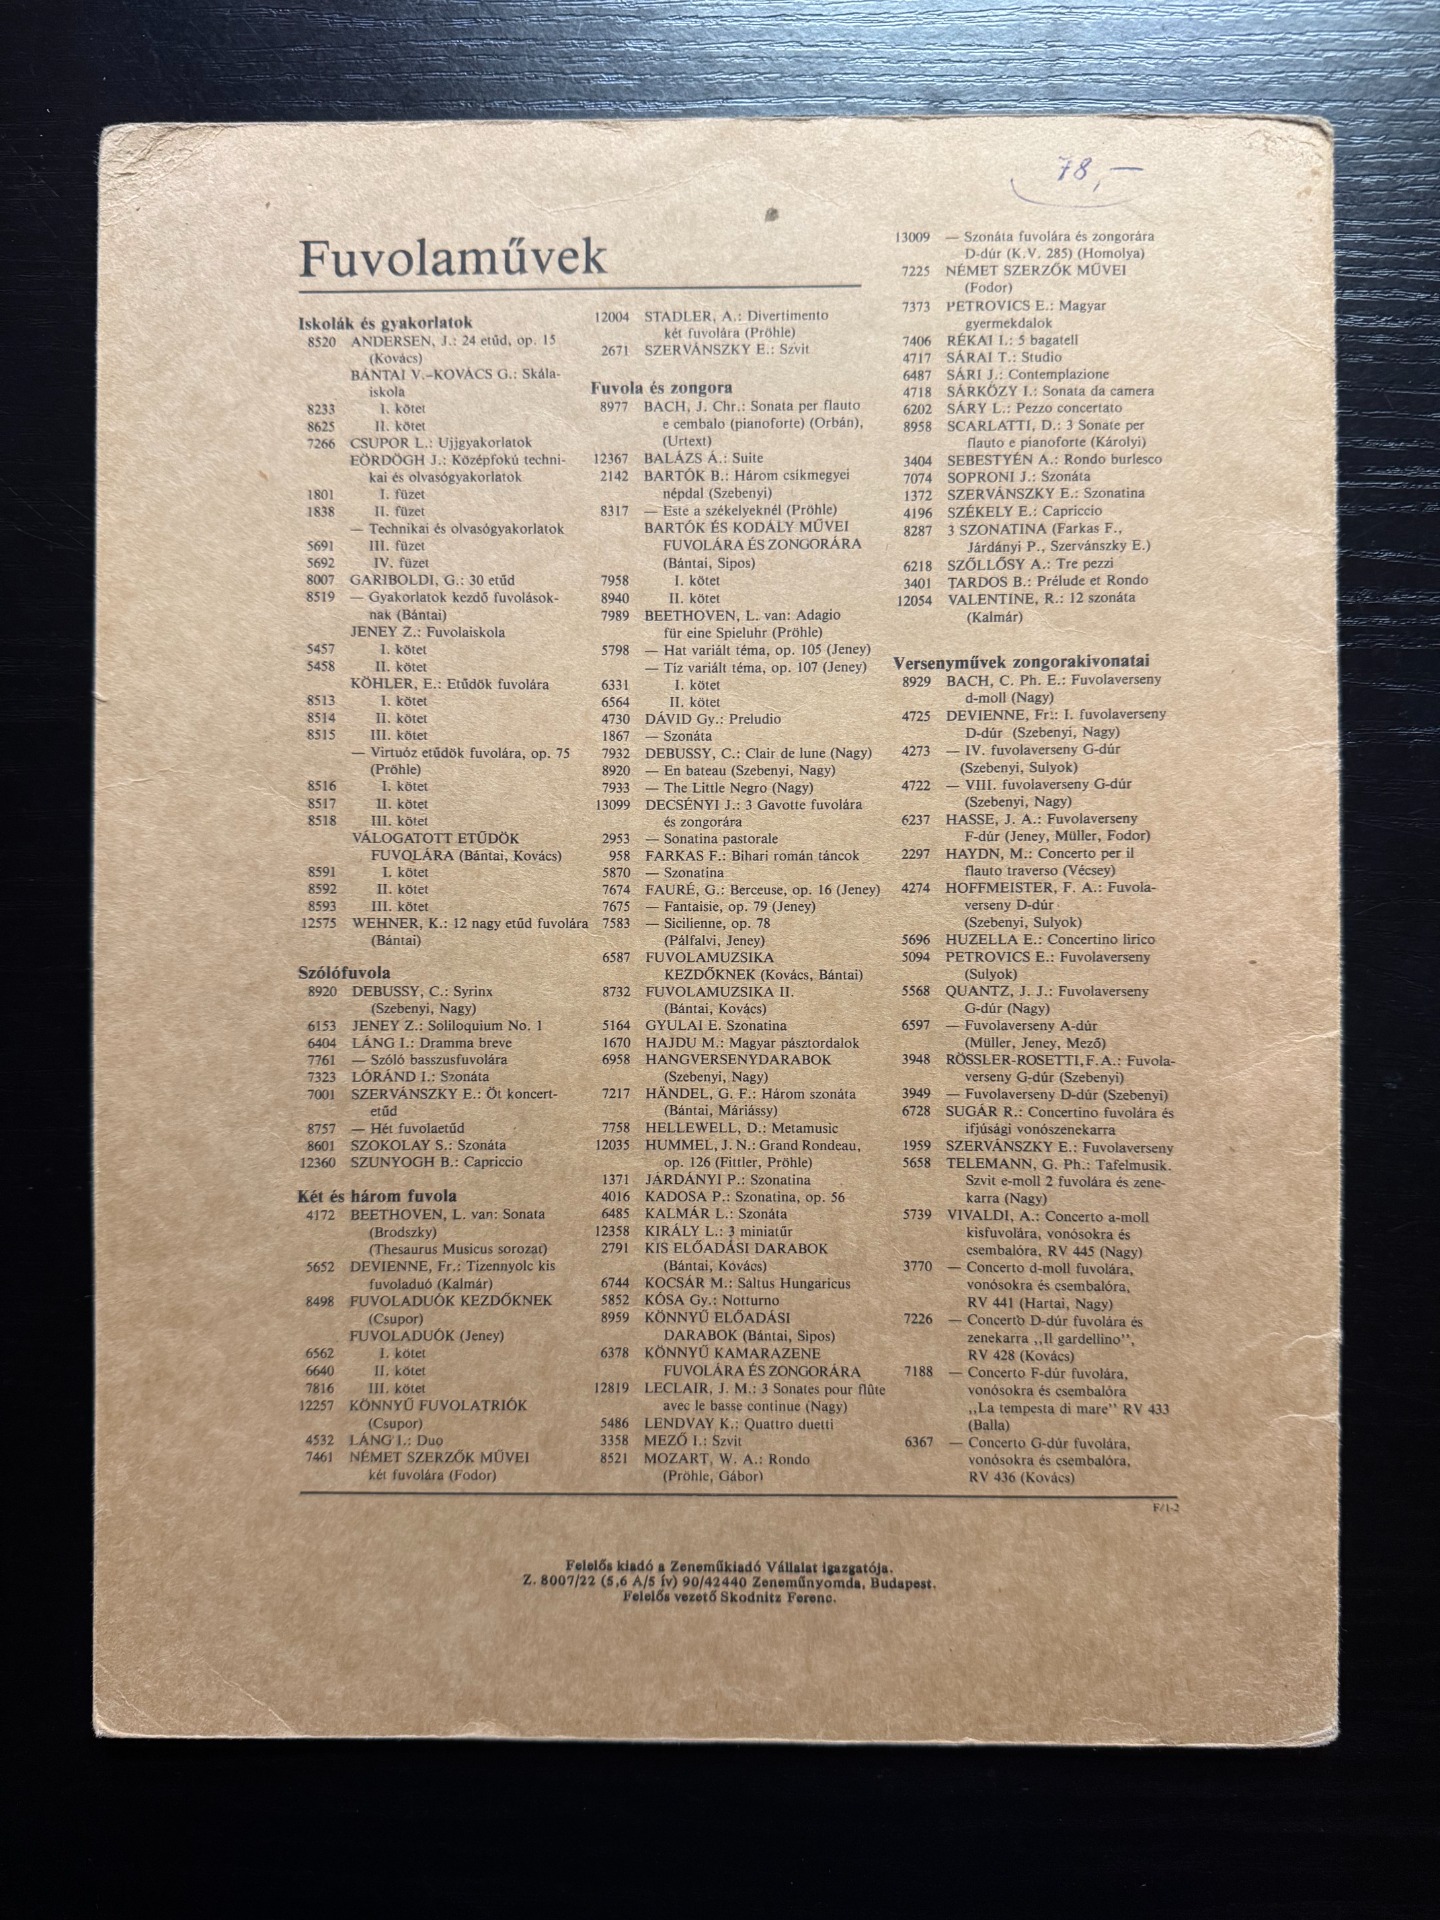 78,—
Fuvolaművek
Iskolák és gyakorlatok
8520 ANDERSEN, J.: 24 etűd, op. 15
(Kovács)
BÁNTAI V.–KOVÁCS G.: Skála-
iskola
8233 I. kötet
8625 II. kötet
7266 CSUPOR L.: Ujjgyakorlatok
EÖRDÖGH J.: Középfokú techni-
kai és olvasógyakorlatok
1801 I. füzet
1838 II. füzet
— Technikai és olvasógyakorlatok
5691 III. füzet
5692 IV. füzet
8007 GARIBOLDI, G.: 30 etűd
8519 — Gyakorlatok kezdő fuvolások-
nak (Bántai)
JENEY Z.: Fuvolaiskola
5457 I. kötet
5458 II. kötet
KÖHLER, E.: Etűdök fuvolára
8513 I. kötet
8514 II. kötet
8515 III. kötet
— Virtuóz etűdök fuvolára, op. 75
(Pröhle)
8516 I. kötet
8517 II. kötet
8518 III. kötet
VÁLOGATOTT ETŰDÖK
FUVOLÁRA (Bántai, Kovács)
8591 I. kötet
8592 II. kötet
8593 III. kötet
12575 WEHNER, K.: 12 nagy etűd fuvolára
(Bántai)
Szólófuvola
8920 DEBUSSY, C.: Syrinx
(Szebenyi, Nagy)
6153 JENEY Z.: Soliloquium No. 1
6404 LÁNG I.: Dramma breve
7761 — Szóló basszusfuvolára
7323 LÓRÁND I.: Szonáta
7001 SZERVÁNSZKY E.: Öt koncert-
etűd
8757 — Hét fuvolaetűd
8601 SZOKOLAY S.: Szonáta
12360 SZUNYOGH B.: Capriccio
Két és három fuvola
4172 BEETHOVEN, L. van: Sonata
(Brodszky)
(Thesaurus Musicus sorozat)
5652 DEVIENNE, Fr.: Tizennyolc kis
fuvoladuó (Kalmár)
8498 FUVOLADUÓK KEZDŐKNEK
(Csupor)
FUVOLADUÓK (Jeney)
6562 I. kötet
6640 II. kötet
7816 III. kötet
12257 KÖNNYŰ FUVOLATRIÓK
(Csupor)
4532 LÁNG I.: Duo
7461 NÉMET SZERZŐK MŰVEI
két fuvolára (Fodor)
12004 STADLER, A.: Divertimento
két fuvolára (Pröhle)
2671 SZERVÁNSZKY E.: Szvit
Fuvola és zongora
8977 BACH, J. Chr.: Sonata per flauto
e cembalo (pianoforte) (Orbán),
(Urtext)
12367 BALÁZS Á.: Suite
2142 BARTÓK B.: Három csíkmegyei
népdal (Szebenyi)
8317 — Este a székelyeknél (Pröhle)
BARTÓK ÉS KODÁLY MŰVEI
FUVOLÁRA ÉS ZONGORÁRA
(Bántai, Sipos)
7958 I. kötet
8940 II. kötet
7989 BEETHOVEN, L. van: Adagio
für eine Spieluhr (Pröhle)
5798 — Hat variált téma, op. 105 (Jeney)
— Tíz variált téma, op. 107 (Jeney)
6331 I. kötet
6564 II. kötet
4730 DÁVID Gy.: Preludio
1867 — Szonáta
7932 DEBUSSY, C.: Clair de lune (Nagy)
8920 — En bateau (Szebenyi, Nagy)
7933 — The Little Negro (Nagy)
13099 DECSÉNYI J.: 3 Gavotte fuvolára
és zongorára
2953 — Sonatina pastorale
958 FARKAS F.: Bihari román táncok
5870 — Szonatina
7674 FAURÉ, G.: Berceuse, op. 16 (Jeney)
7675 — Fantaisie, op. 79 (Jeney)
7583 — Sicilienne, op. 78
(Pálfalvi, Jeney)
6587 FUVOLAMUZSIKA
KEZDŐKNEK (Kovács, Bántai)
8732 FUVOLAMUZSIKA II.
(Bántai, Kovács)
5164 GYULAI E. Szonatina
1670 HAJDU M.: Magyar pásztordalok
6958 HANGVERSENYDARABOK
(Szebenyi, Nagy)
7217 HÄNDEL, G. F.: Három szonáta
(Bántai, Máriássy)
7758 HELLEWELL, D.: Metamusic
12035 HUMMEL, J. N.: Grand Rondeau,
op. 126 (Fittler, Pröhle)
1371 JÁRDÁNYI P.: Szonatina
4016 KADOSA P.: Szonatina, op. 56
6485 KALMÁR L.: Szonáta
12358 KIRÁLY L.: 3 miniatűr
2791 KIS ELŐADÁSI DARABOK
(Bántai, Kovács)
6744 KOCSÁR M.: Saltus Hungaricus
5852 KÓSA Gy.: Notturno
8959 KÖNNYŰ ELŐADÁSI
DARABOK (Bántai, Sipos)
6378 KÖNNYŰ KAMARAZENE
FUVOLÁRA ÉS ZONGORÁRA
12819 LECLAIR, J. M.: 3 Sonates pour flûte
avec le basse continue (Nagy)
5486 LENDVAY K.: Quattro duetti
3358 MEZŐ I.: Szvit
8521 MOZART, W. A.: Rondo
(Pröhle, Gábor)
13009 — Szonáta fuvolára és zongorára
D-dúr (K.V. 285) (Homolya)
7225 NÉMET SZERZŐK MŰVEI
(Fodor)
7373 PETROVICS E.: Magyar
gyermekdalok
7406 RÉKAI I.: 5 bagatell
4717 SÁRAI T.: Studio
6487 SÁRI J.: Contemplazione
4718 SÁRKÖZY I.: Sonata da camera
6202 SÁRY L.: Pezzo concertato
8958 SCARLATTI, D.: 3 Sonate per
flauto e pianoforte (Károlyi)
3404 SEBESTYÉN A.: Rondo burlesco
7074 SOPRONI J.: Szonáta
1372 SZERVÁNSZKY E.: Szonatina
4196 SZÉKELY E.: Capriccio
8287 3 SZONATINA (Farkas F.,
Járdányi P., Szervánszky E.)
6218 SZŐLLŐSY A.: Tre pezzi
3401 TARDOS B.: Prélude et Rondo
12054 VALENTINE, R.: 12 szonáta
(Kalmár)
Versenyművek zongorakivonatai
8929 BACH, C. Ph. E.: Fuvolaverseny
d-moll (Nagy)
4725 DEVIENNE, Fr.: I. fuvolaverseny
D-dúr (Szebenyi, Nagy)
4273 — IV. fuvolaverseny G-dúr
(Szebenyi, Sulyok)
4722 — VIII. fuvolaverseny G-dúr
(Szebenyi, Nagy)
6237 HASSE, J. A.: Fuvolaverseny
F-dúr (Jeney, Müller, Fodor)
2297 HAYDN, M.: Concerto per il
flauto traverso (Vécsey)
4274 HOFFMEISTER, F. A.: Fuvola-
verseny D-dúr
(Szebenyi, Sulyok)
5696 HUZELLA E.: Concertino lirico
5094 PETROVICS E.: Fuvolaverseny
(Sulyok)
5568 QUANTZ, J. J.: Fuvolaverseny
G-dúr (Nagy)
6597 — Fuvolaverseny A-dúr
(Müller, Jeney, Mező)
3948 RÖSSLER-ROSETTI, F. A.: Fuvola-
verseny G-dúr (Szebenyi)
3949 — Fuvolaverseny D-dúr (Szebenyi)
6728 SUGÁR R.: Concertino fuvolára és
ifjúsági vonószenekarra
1959 SZERVÁNSZKY E.: Fuvolaverseny
5658 TELEMANN, G. Ph.: Tafelmusik.
Szvit e-moll 2 fuvolára és zene-
karra (Nagy)
5739 VIVALDI, A.: Concerto a-moll
kisfuvolára, vonósokra és
csembalóra, RV 445 (Nagy)
3770 — Concerto d-moll fuvolára,
vonósokra és csembalóra,
RV 441 (Hartai, Nagy)
7226 — Concerto D-dúr fuvolára és
zenekarra ,,Il gardellino'',
RV 428 (Kovács)
7188 — Concerto F-dúr fuvolára,
vonósokra és csembalóra
,,La tempesta di mare'' RV 433
(Balla)
6367 — Concerto G-dúr fuvolára,
vonósokra és csembalóra,
RV 436 (Kovács)
F/1-2
Felelős kiadó a Zeneműkiadó Vállalat igazgatója.
Z. 8007/22 (5,6 A/5 ív) 90/42440 Zeneműnyomda, Budapest.
Felelős vezető Skodnitz Ferenc.